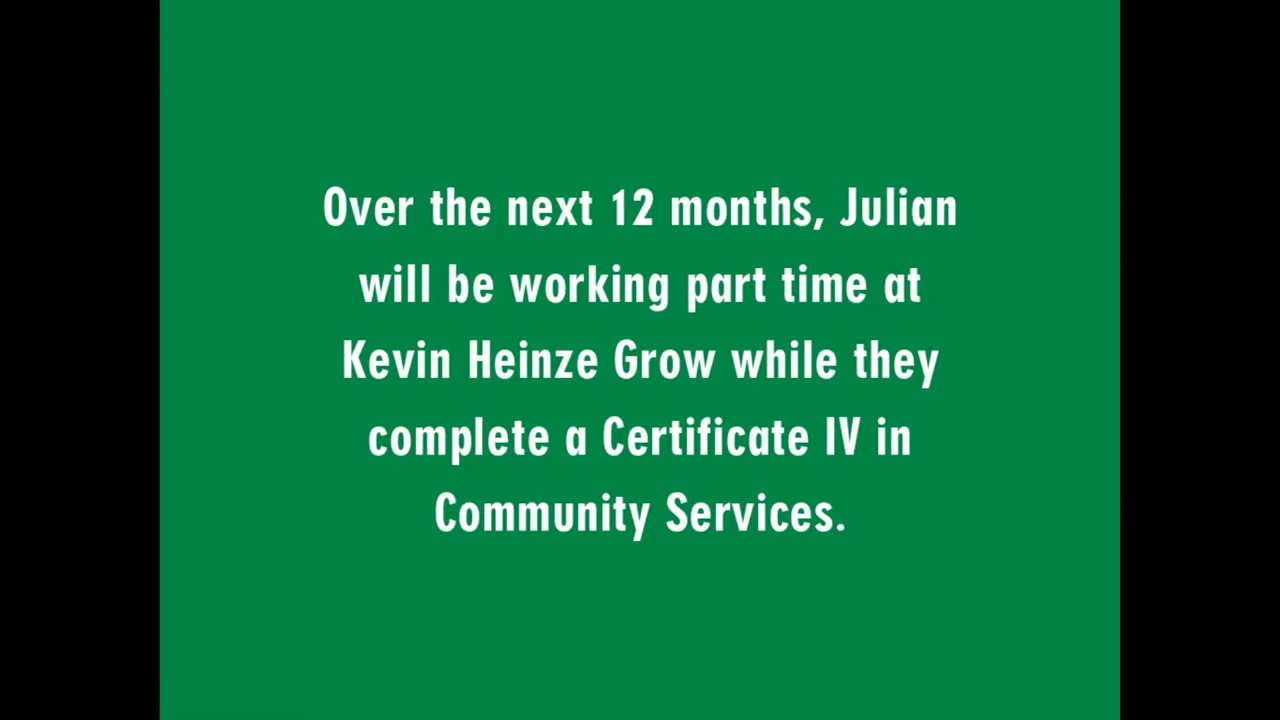 Over the next 12 months, Julian
will be working part time at
Kevin Heinze Grow while they
complete a Certificate IV in
Community Services.